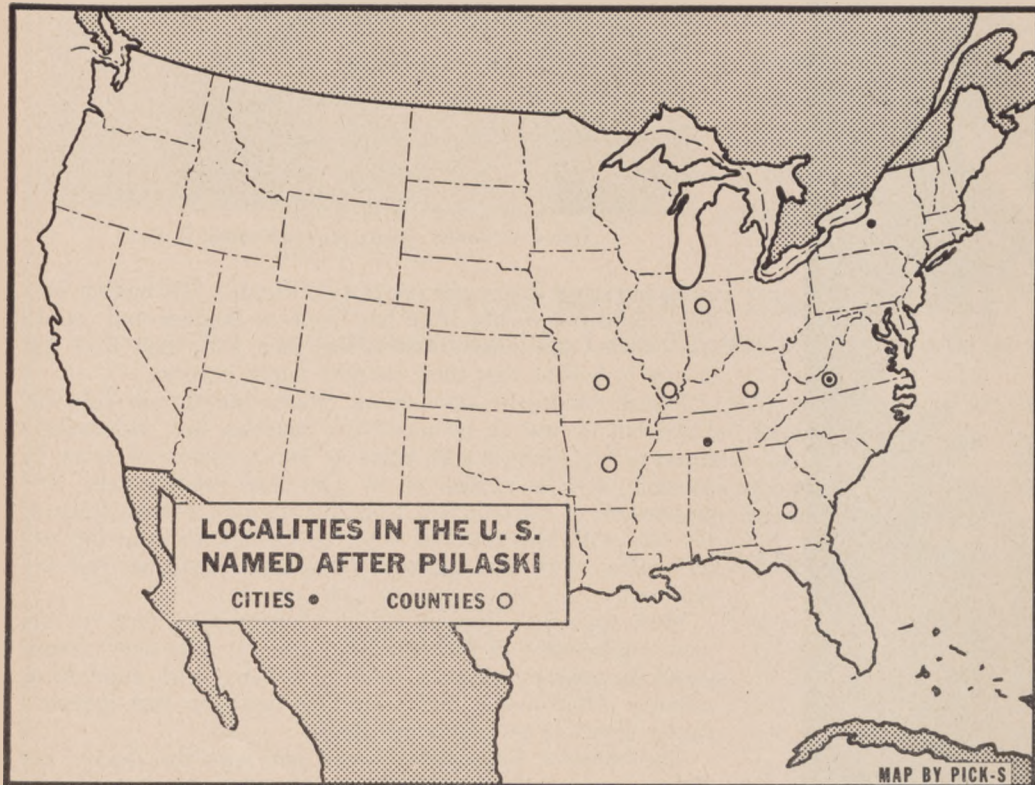 LOCALITIES IN THE U. S.
NAMED AFTER PULASKI
CITIES COUNTIES
MAP BY PICK-S